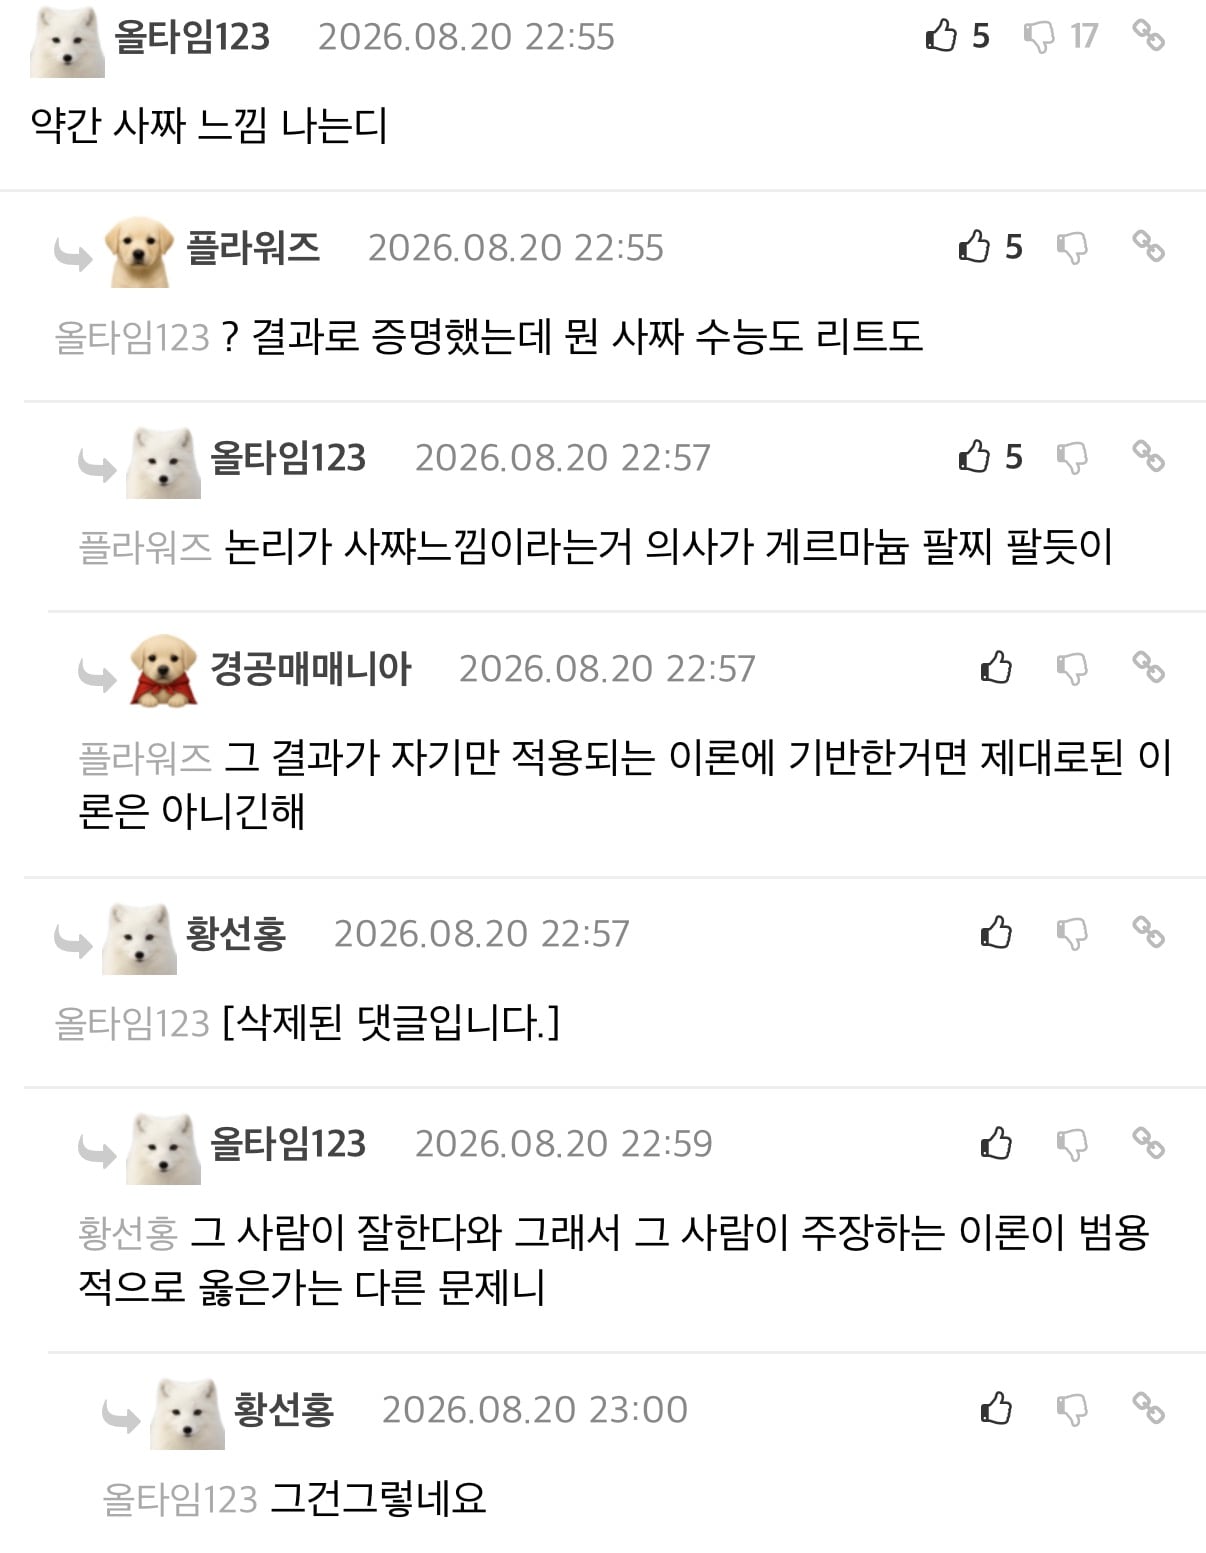 올타임123 2026.08.20 22:55 5 17
약간 사짜 느낌 나는디
플라워즈 2026.08.20 22:55 5
올타임123 ? 결과로 증명했는데 뭔 사짜 수능도 리트도
올타임123 2026.08.20 22:57 5
플라워즈 논리가 사쨔느낌이라는거 의사가 게르마늄 팔찌 팔듯이
경공매매니아 2026.08.20 22:57
플라워즈 그 결과가 자기만 적용되는 이론에 기반한거면 제대로된 이
론은 아니긴해
황선홍 2026.08.20 22:57
올타임123 [삭제된 댓글입니다.]
올타임123 2026.08.20 22:59
황선홍 그 사람이 잘한다와 그래서 그 사람이 주장하는 이론이 범용
적으로 옳은가는 다른 문제니
황선홍 2026.08.20 23:00
올타임123 그건그렇네요